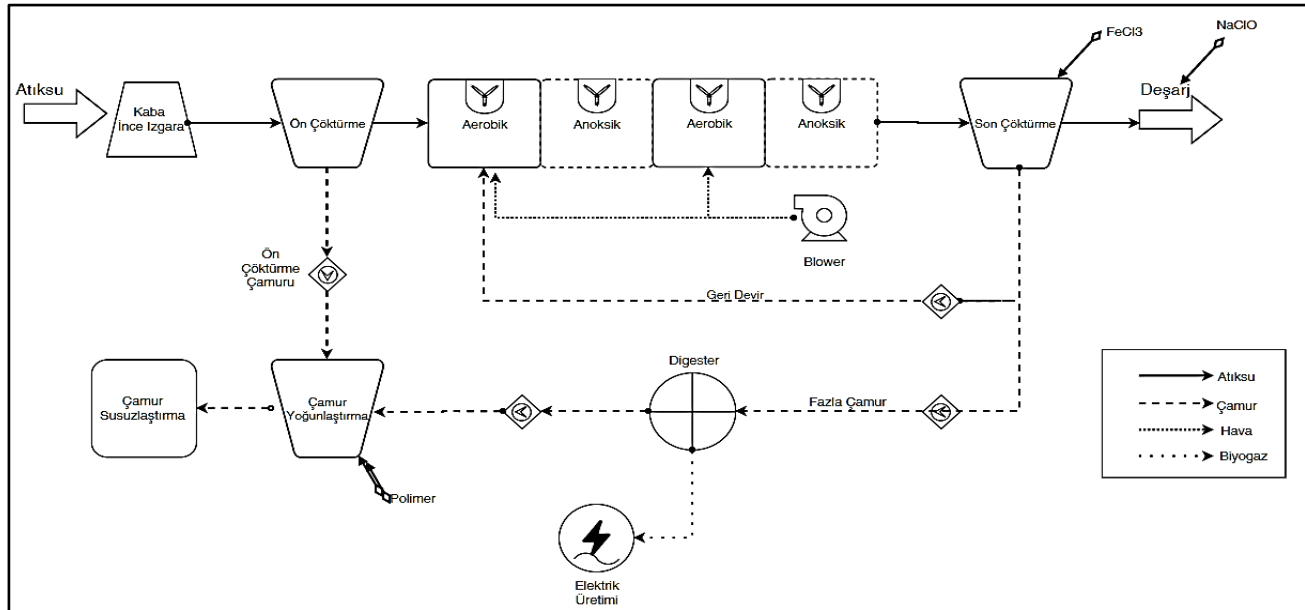 FeCl3
NaClO
Atıksu
Kaba
İnce Izgara
Ön Çöktürme
Aerobik
Anoksik
Aerobik
Anoksik
Son Çöktürme
Deşarj
Blower
Ön
Çöktürme
Çamuru
Geri Devir
Digester
Fazla Çamur
Çamur
Susuzlaştırma
Çamur
Yoğunlaştırma
Polimer
Elektrik
Üretimi
Atıksu
Çamur
Hava
Biyogaz